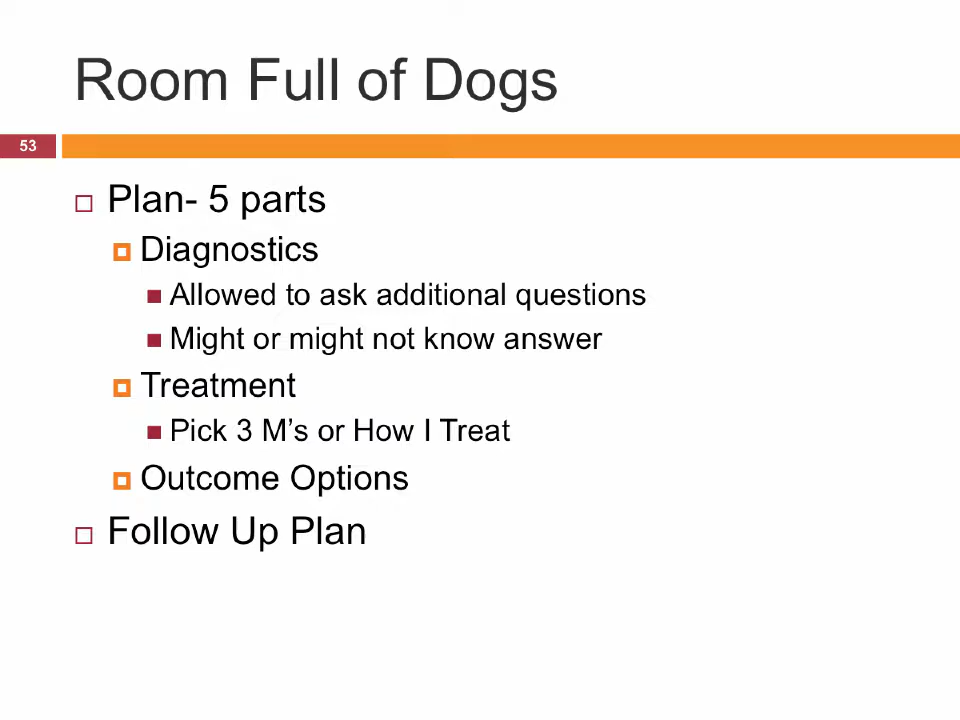 Room Full of Dogs
53
Plan- 5 parts
Diagnostics
Allowed to ask additional questions
Might or might not know answer
Treatment
Pick 3 M’s or How I Treat
Outcome Options
Follow Up Plan